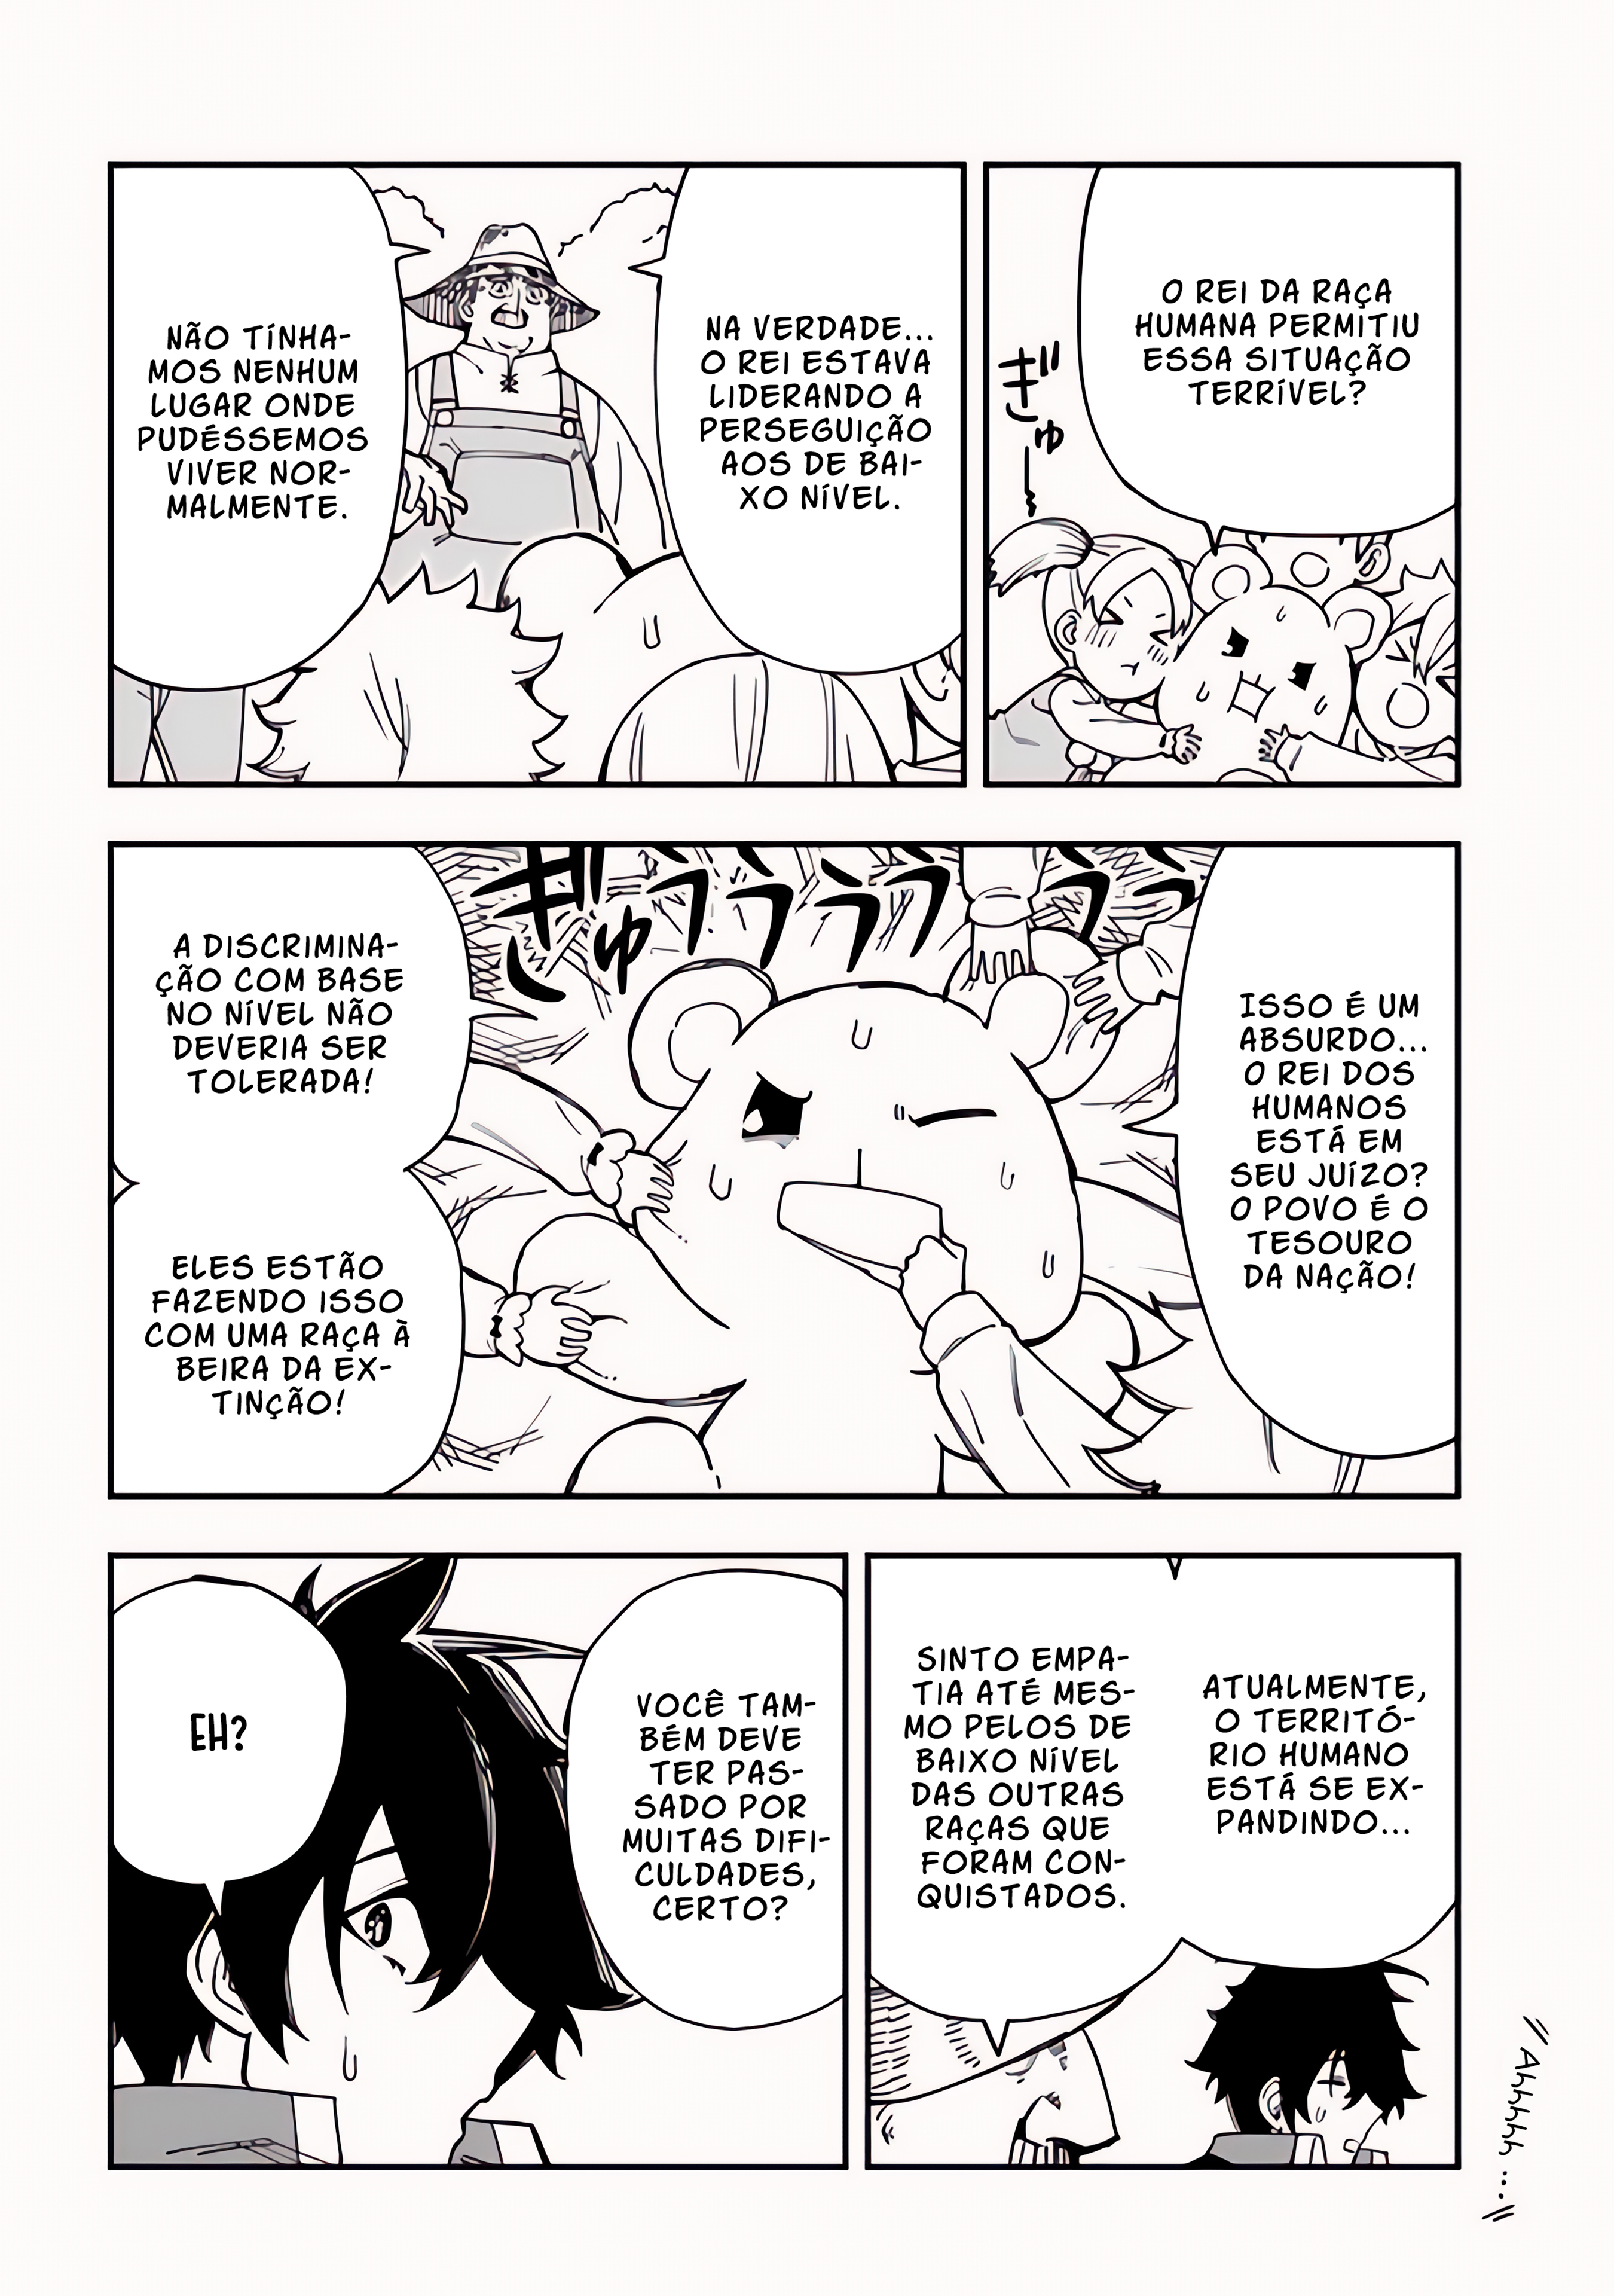 O REI DA RAÇA
HUMANA PERMITIU
ESSA SITUAÇÃO
TERRÍVEL?
ぎゅ
NA VERDADE...
O REI ESTAVA
LIDERANDO A
PERSEGUIÇÃO
AOS DE BAI-
XO NÍVEL.
NÃO TÍNHA-
MOS NENHUM
LUGAR ONDE
PUDÉSSEMOS
VIVER NOR-
MALMENTE.
ISSO É UM
ABSURDO...
O REI DOS
HUMANOS
ESTÁ EM
SEU JUÍZO?
O POVO É O
TESOURO
DA NAÇÃO!
ぎゅうううううう
A DISCRIMINA-
ÇÃO COM BASE
NO NÍVEL NÃO
DEVERIA SER
TOLERADA!
ELES ESTÃO
FAZENDO ISSO
COM UMA RAÇA À
BEIRA DA EX-
TINÇÃO!
ATUALMENTE,
O TERRITÓ-
RIO HUMANO
ESTÁ SE EX-
PANDINDO...
SINTO EMPA-
TIA ATÉ MES-
MO PELOS DE
BAIXO NÍVEL
DAS OUTRAS
RAÇAS QUE
FORAM CON-
QUISTADOS.
Ahhhhh ...
VOCÊ TAM-
BÉM DEVE
TER PAS-
SADO POR
MUITAS DIFI-
CULDADES,
CERTO?
EH?